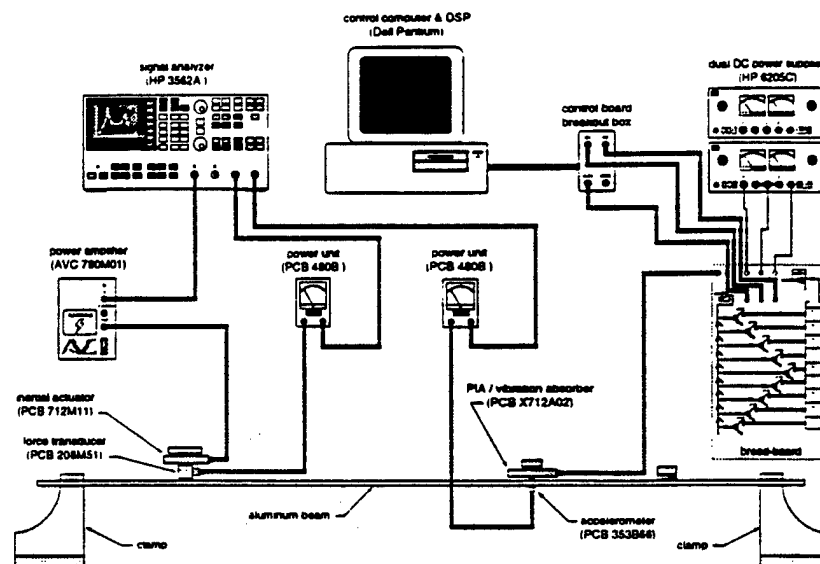 control computer & DSP
(Dell Pentium)
signal analyzer
(HP 3562A)
dual DC power supplies
(HP 6205C)
control board
breakout box
power amplifier
(AVC 790M01)
power unit
(PCB 480B)
power unit
(PCB 480B)
inertial actuator
(PCB 712M11)
PIA / vibration absorber
(PCB X712A02)
force transducer
(PCB 208M51)
bread-board
aluminum beam
accelerometer
(PCB 353B66)
clamp
clamp